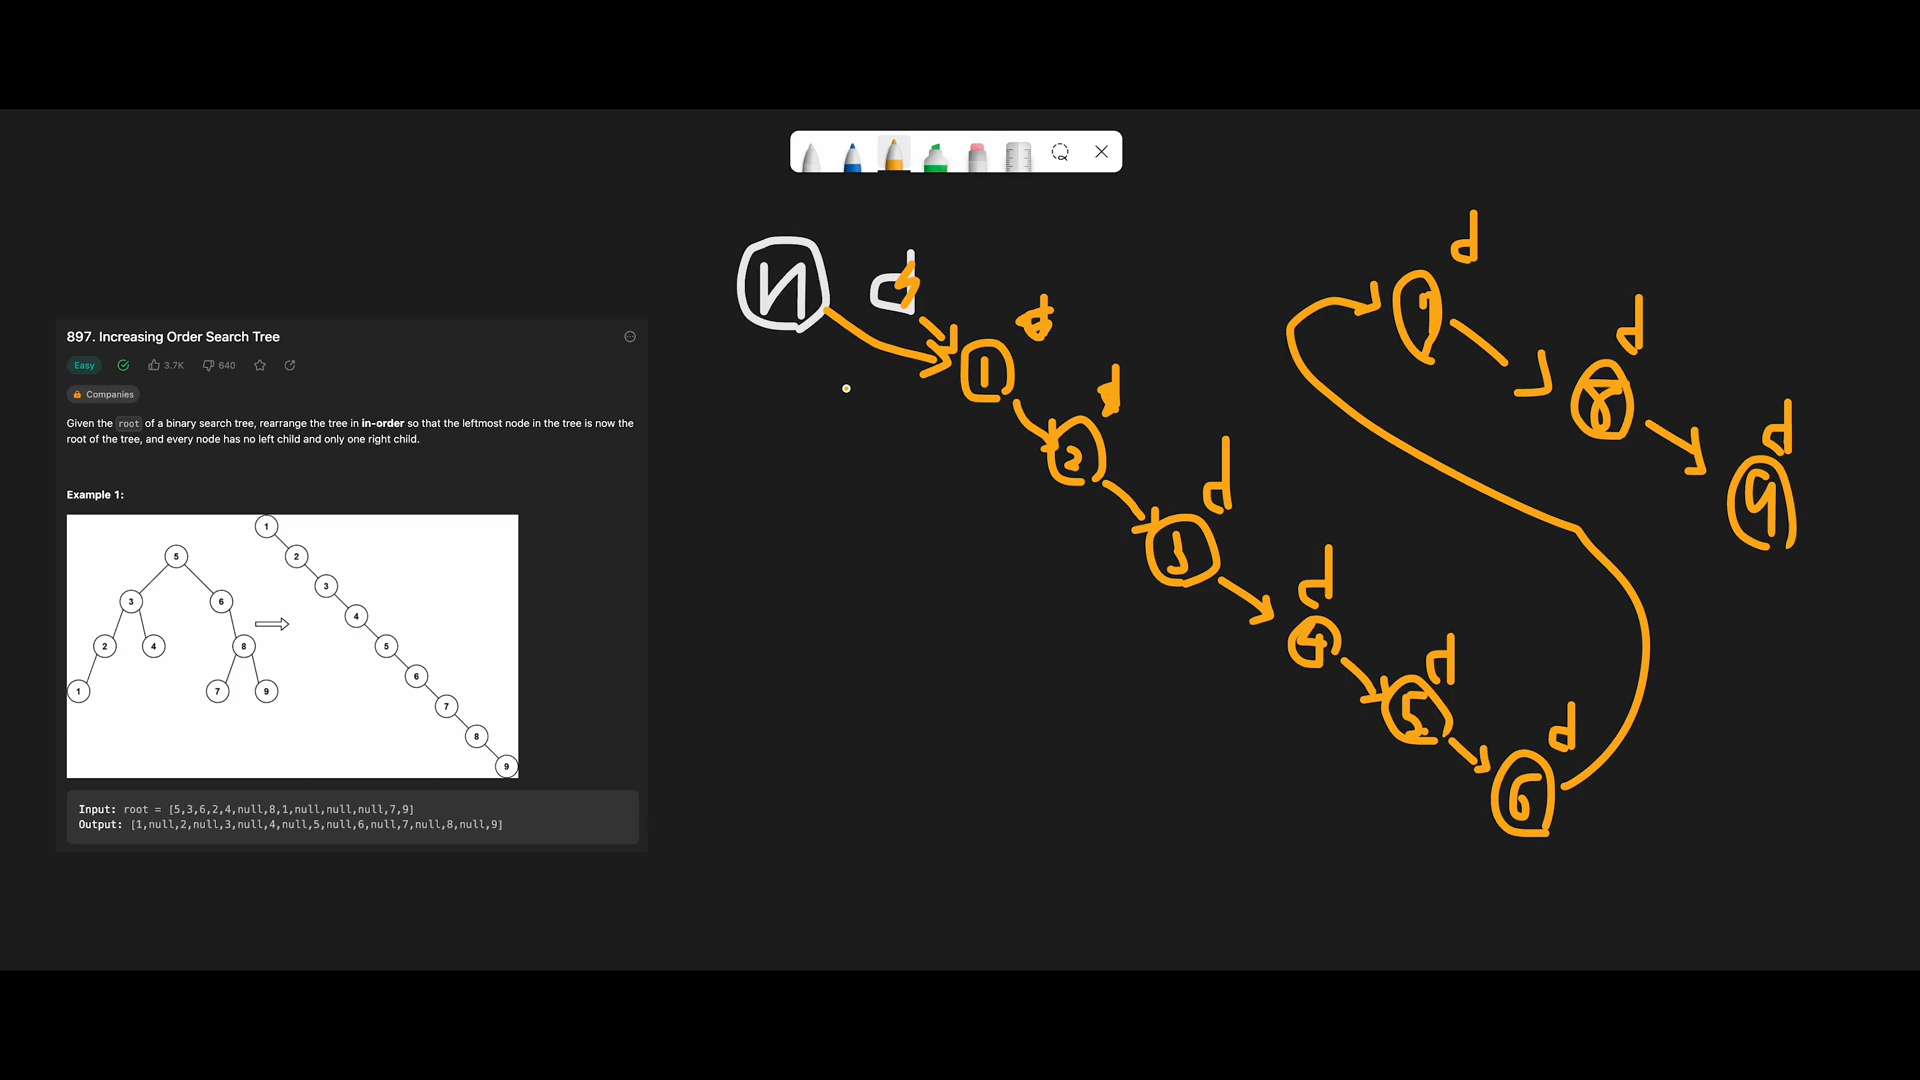 897. Increasing Order Search Tree
Easy 3.7K 640
Companies
Given the root of a binary search tree, rearrange the tree in in-order so that the leftmost node in the tree is now the
root of the tree, and every node has no left child and only one right child.
Example 1:
1
5 2
3 6 3
4
2 4 8 5
6
1 7 9 7
8
9
Input: root = [5,3,6,2,4,null,8,1,null,null,null,7,9]
Output: [1,null,2,null,3,null,4,null,5,null,6,null,7,null,8,null,9]
N d
d
1
d
2
d
3
d
4
d
5
d
6
d
7
d
8
d
9